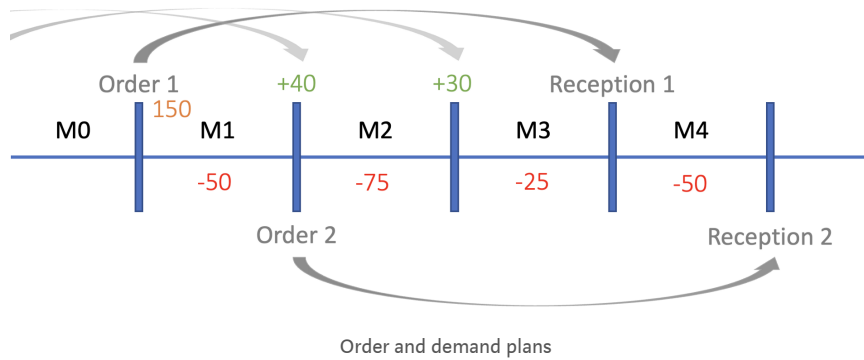 Order 1 +40 +30 Reception 1
150
M0 M1 M2 M3 M4
-50 -75 -25 -50
Order 2 Reception 2
Order and demand plans